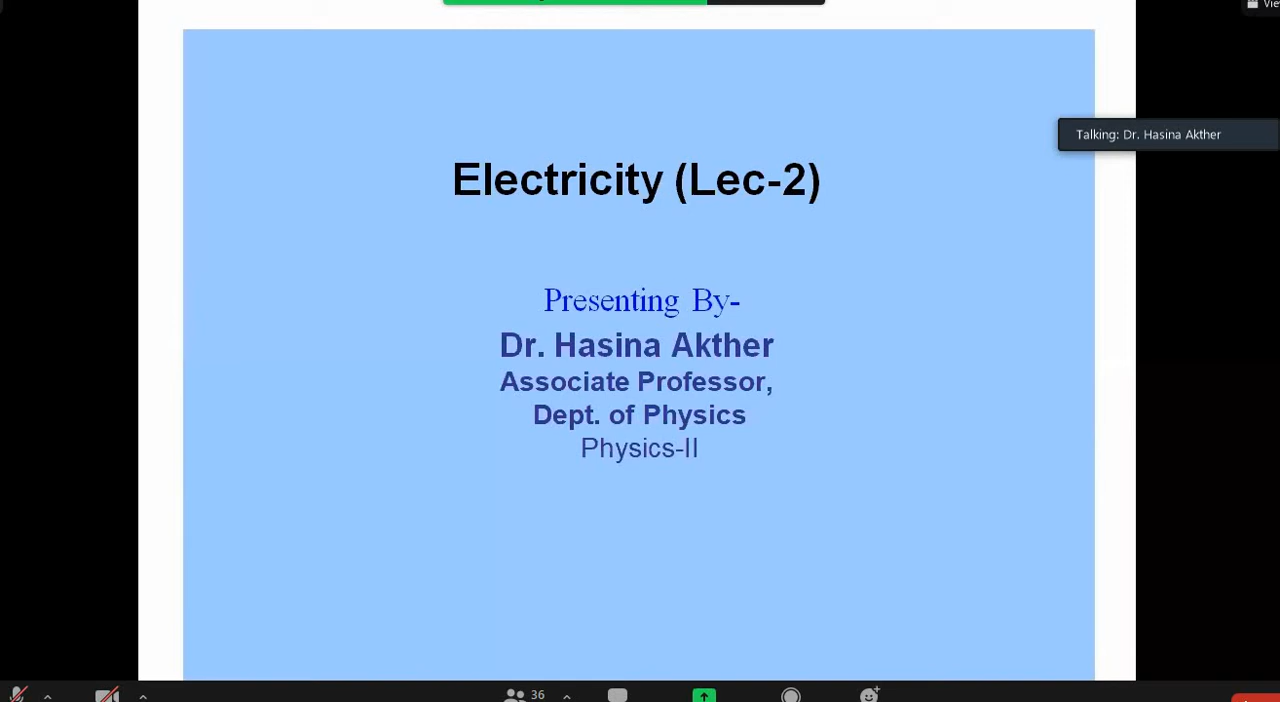 View
Talking: Dr. Hasina Akther
Electricity (Lec-2)
Presenting By-
Dr. Hasina Akther
Associate Professor,
Dept. of Physics
Physics-II
36